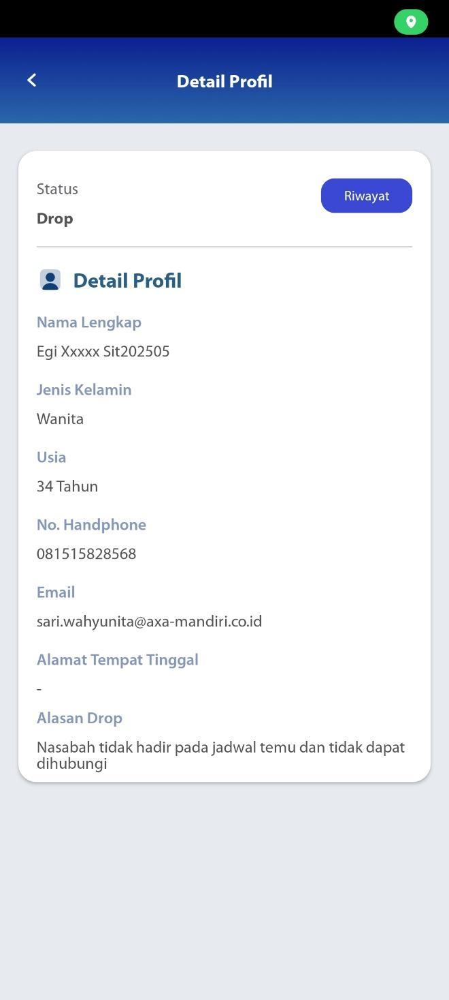 Detail Profil
Status
Riwayat
Drop
Detail Profil
Nama Lengkap
Egi Xxxxx Sit202505
Jenis Kelamin
Wanita
Usia
34 Tahun
No. Handphone
081515828568
Email
sari.wahyunita@axa-mandiri.co.id
Alamat Tempat Tinggal
-
Alasan Drop
Nasabah tidak hadir pada jadwal temu dan tidak dapat
dihubungi